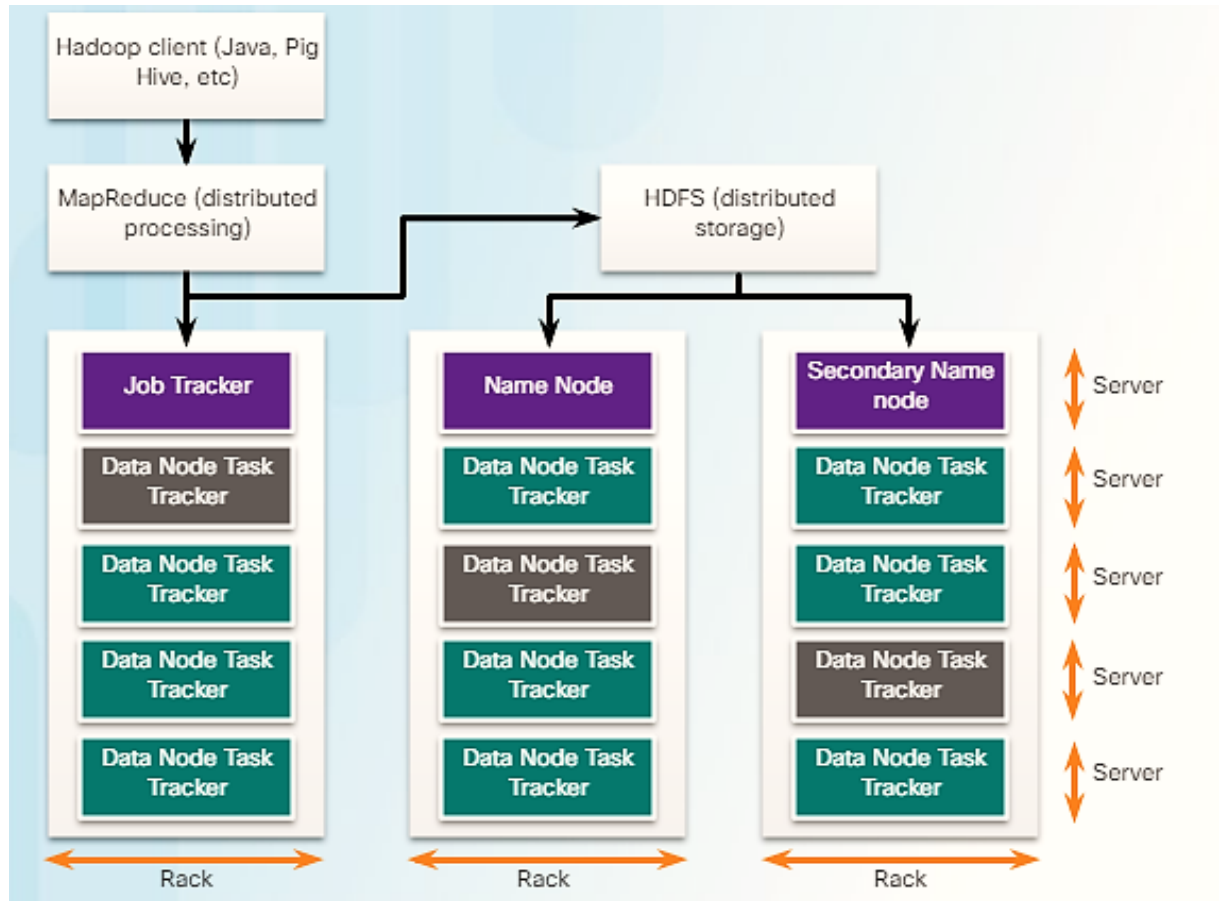 Hadoop client (Java, Pig
Hive, etc)
MapReduce (distributed
processing)
HDFS (distributed
storage)
Job Tracker
Data Node Task
Tracker
Data Node Task
Tracker
Data Node Task
Tracker
Data Node Task
Tracker
Rack
Name Node
Data Node Task
Tracker
Data Node Task
Tracker
Data Node Task
Tracker
Data Node Task
Tracker
Rack
Secondary Name
node
Data Node Task
Tracker
Data Node Task
Tracker
Data Node Task
Tracker
Data Node Task
Tracker
Rack
Server
Server
Server
Server
Server